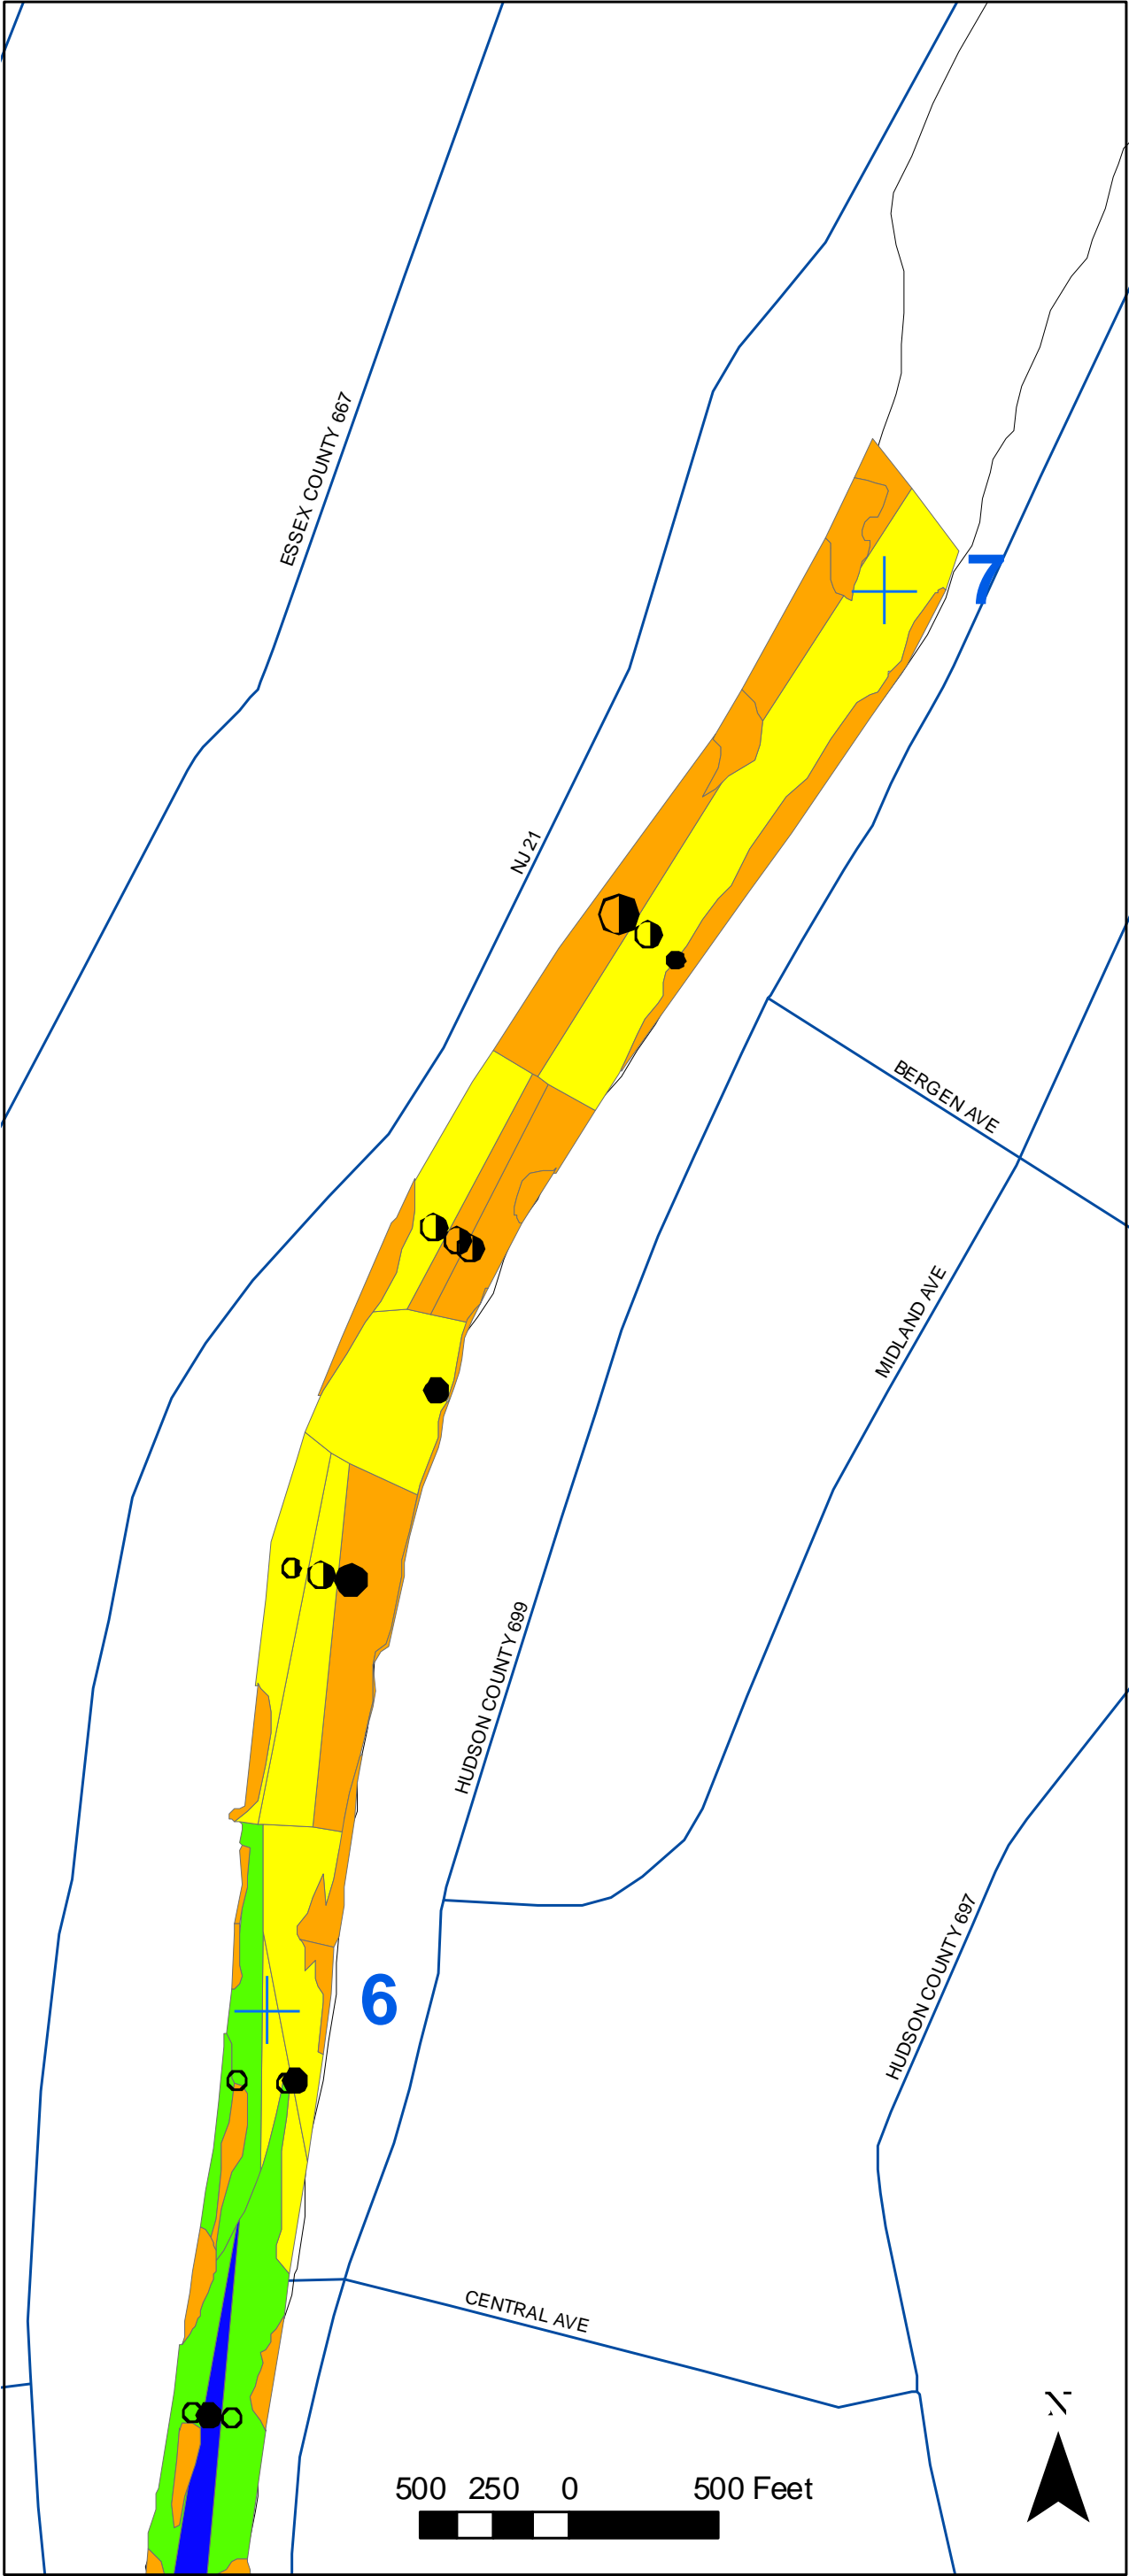 ESSEX COUNTY 667
7
NJ 21
BERGEN AVE
MIDLAND AVE
HUDSON COUNTY 699
HUDSON COUNTY 697
6
CENTRAL AVE
N
500 250 0 500 Feet